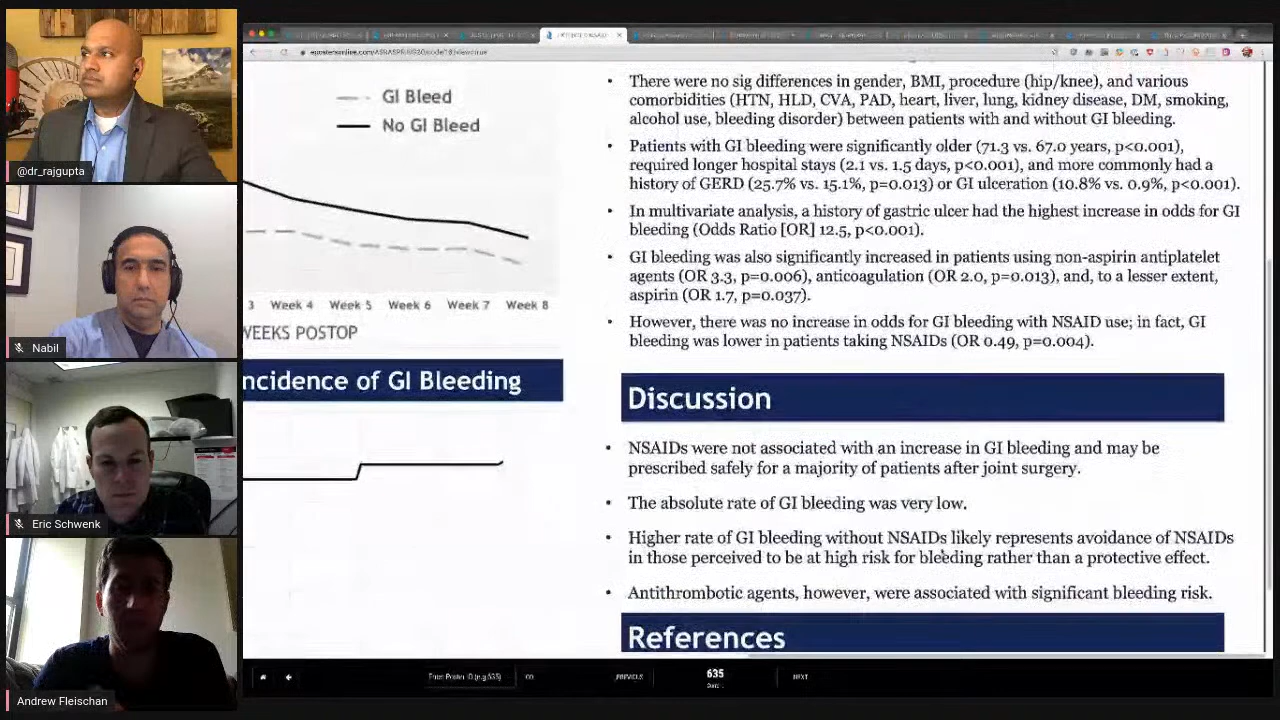 @dr_rajgupta
Nabil
Eric Schwenk
Andrew Fleischan
GI Bleed
No GI Bleed
3 Week 4 Week 5 Week 6 Week 7 Week 8
WEEKS POSTOP
ncidence of GI Bleeding
• There were no sig differences in gender, BMI, procedure (hip/knee), and various
comorbidities (HTN, HLD, CVA, PAD, heart, liver, lung, kidney disease, DM, smoking,
alcohol use, bleeding disorder) between patients with and without GI bleeding.
• Patients with GI bleeding were significantly older (71.3 vs. 67.0 years, p<0.001),
required longer hospital stays (2.1 vs. 1.5 days, p<0.001), and more commonly had a
history of GERD (25.7% vs. 15.1%, p=0.013) or GI ulceration (10.8% vs. 0.9%, p<0.001).
• In multivariate analysis, a history of gastric ulcer had the highest increase in odds for GI
bleeding (Odds Ratio [OR] 12.5, p<0.001).
• GI bleeding was also significantly increased in patients using non-aspirin antiplatelet
agents (OR 3.3, p=0.006), anticoagulation (OR 2.0, p=0.013), and, to a lesser extent,
aspirin (OR 1.7, p=0.037).
• However, there was no increase in odds for GI bleeding with NSAID use; in fact, GI
bleeding was lower in patients taking NSAIDs (OR 0.49, p=0.004).
Discussion
• NSAIDs were not associated with an increase in GI bleeding and may be
prescribed safely for a majority of patients after joint surgery.
• The absolute rate of GI bleeding was very low.
• Higher rate of GI bleeding without NSAIDs likely represents avoidance of NSAIDs
in those perceived to be at high risk for bleeding rather than a protective effect.
• Antithrombotic agents, however, were associated with significant bleeding risk.
References
GO PREVIOUS 635 NEXT